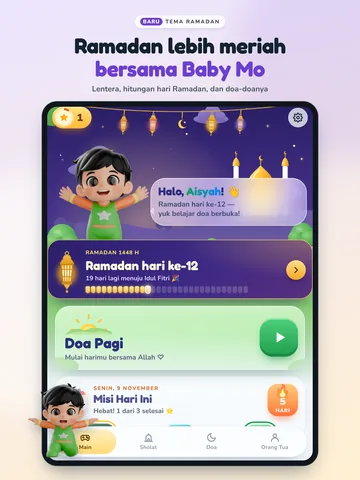 BARU TEMA RAMADAN
Ramadan lebih meriah
bersama Baby Mo
Lentera, hitungan hari Ramadan, dan doa-doanya
1
Halo, Aisyah! 👋
Ramadan hari ke-12 —
yuk belajar doa berbuka!
RAMADAN 1448 H
Ramadan hari ke-12
19 hari lagi menuju Idul Fitri 🎉
Doa Pagi
Mulai harimu bersama Allah ♡
SENIN, 9 NOVEMBER
Misi Hari Ini
Hebat! 1 dari 3 selesai ⭐
5
HARI
Main
Sholat
Doa
Orang Tua